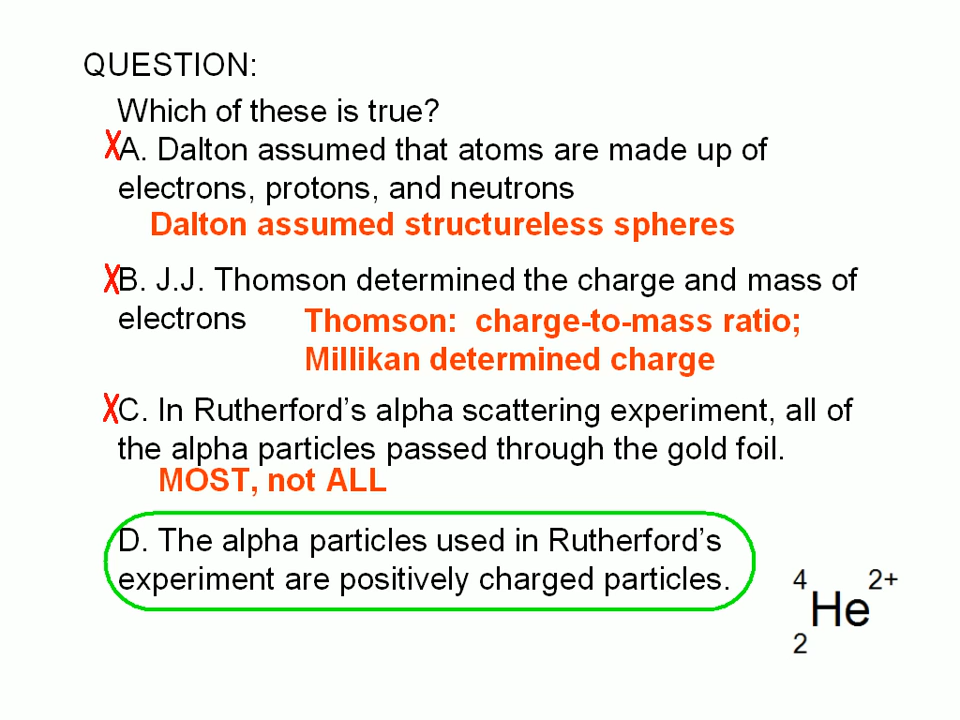 QUESTION:
Which of these is true?
XA. Dalton assumed that atoms are made up of
electrons, protons, and neutrons
Dalton assumed structureless spheres
XB. J.J. Thomson determined the charge and mass of
electrons Thomson: charge-to-mass ratio;
Millikan determined charge
XC. In Rutherford’s alpha scattering experiment, all of
the alpha particles passed through the gold foil.
MOST, not ALL
D. The alpha particles used in Rutherford’s
experiment are positively charged particles.
4 2+
He
2